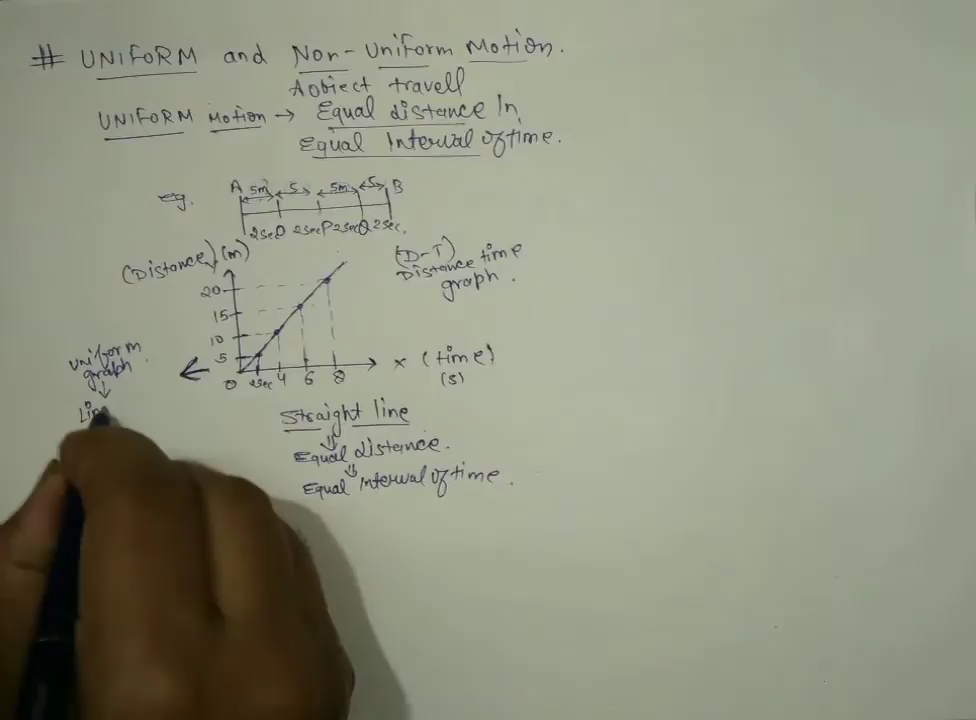 # UNIFORM and Non-Uniform Motion.
A object travell
UNIFORM Motion → Equal distance In
Equal Interval of time.
eg. A 5m 5 5m 5 B
2sec O 2sec P 2sec Q 2sec.
(Distance) (m)
(D-T)
Distance time
graph.
20
15
10
5
0 2sec 4 6 8
x (time)
(s)
uniform
graph
↓
Lin
Straight line
⇓
Equal distance.
⇓
Equal Interval of time.